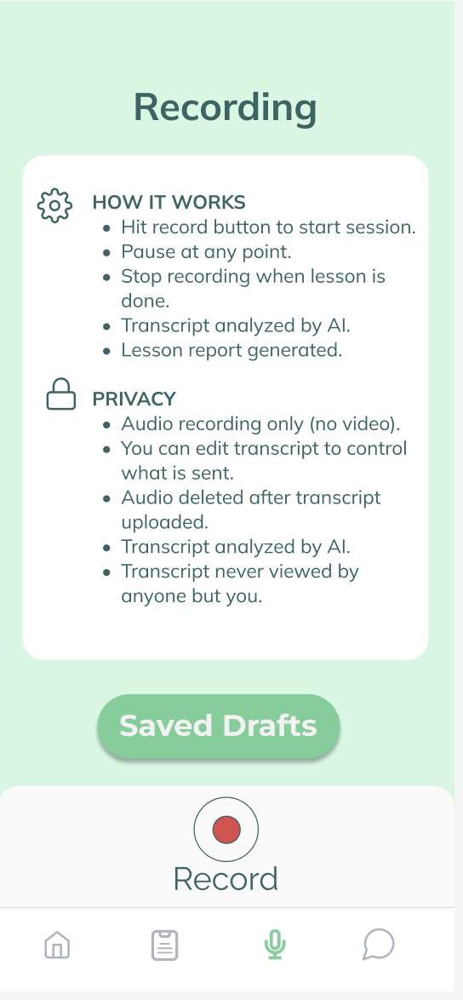 Recording
HOW IT WORKS
• Hit record button to start session.
• Pause at any point.
• Stop recording when lesson is
done.
• Transcript analyzed by AI.
• Lesson report generated.
PRIVACY
• Audio recording only (no video).
• You can edit transcript to control
what is sent.
• Audio deleted after transcript
uploaded.
• Transcript analyzed by AI.
• Transcript never viewed by
anyone but you.
Saved Drafts
Record